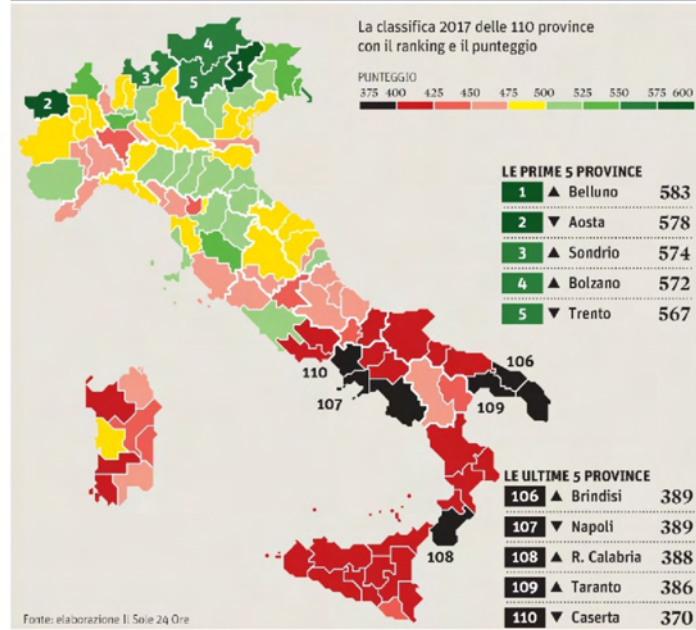 La classifica 2017 delle 110 province
con il ranking e il punteggio
PUNTEGGIO
375 400 425 450 475 500 525 550 575 600
4
1
3
5
2
LE PRIME 5 PROVINCE
1 ▲ Belluno 583
2 ▼ Aosta 578
3 ▲ Sondrio 574
4 ▲ Bolzano 572
5 ▼ Trento 567
106
110
107
109
108
LE ULTIME 5 PROVINCE
106 ▲ Brindisi 389
107 ▼ Napoli 389
108 ▲ R. Calabria 388
109 ▲ Taranto 386
110 ▼ Caserta 370
Fonte: elaborazione Il Sole 24 Ore